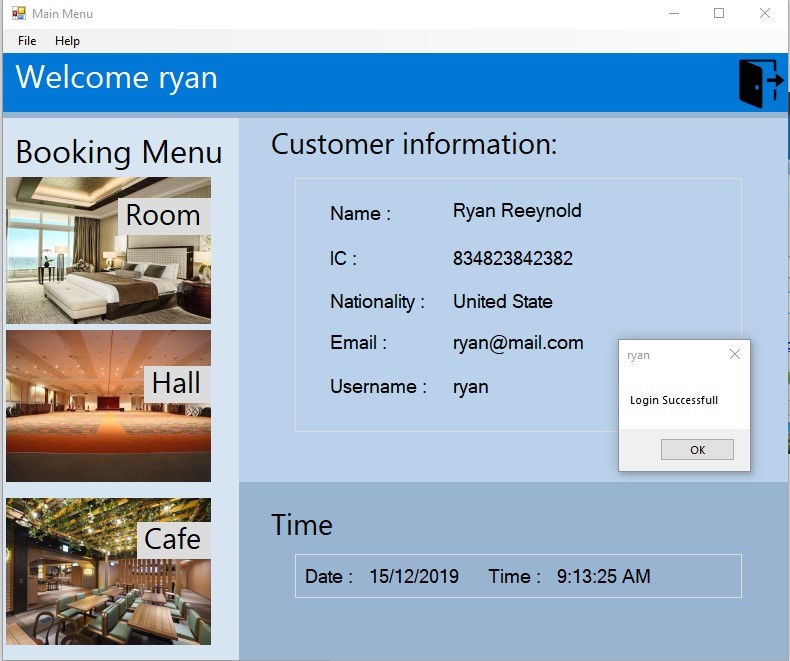 Main Menu
File Help
Welcome ryan
Booking Menu
Room
Hall
Cafe
Customer information:
Name : Ryan Reeynold
IC : 834823842382
Nationality : United State
Email : ryan@mail.com
Username : ryan
ryan
Login Successfull
OK
Time
Date : 15/12/2019 Time : 9:13:25 AM